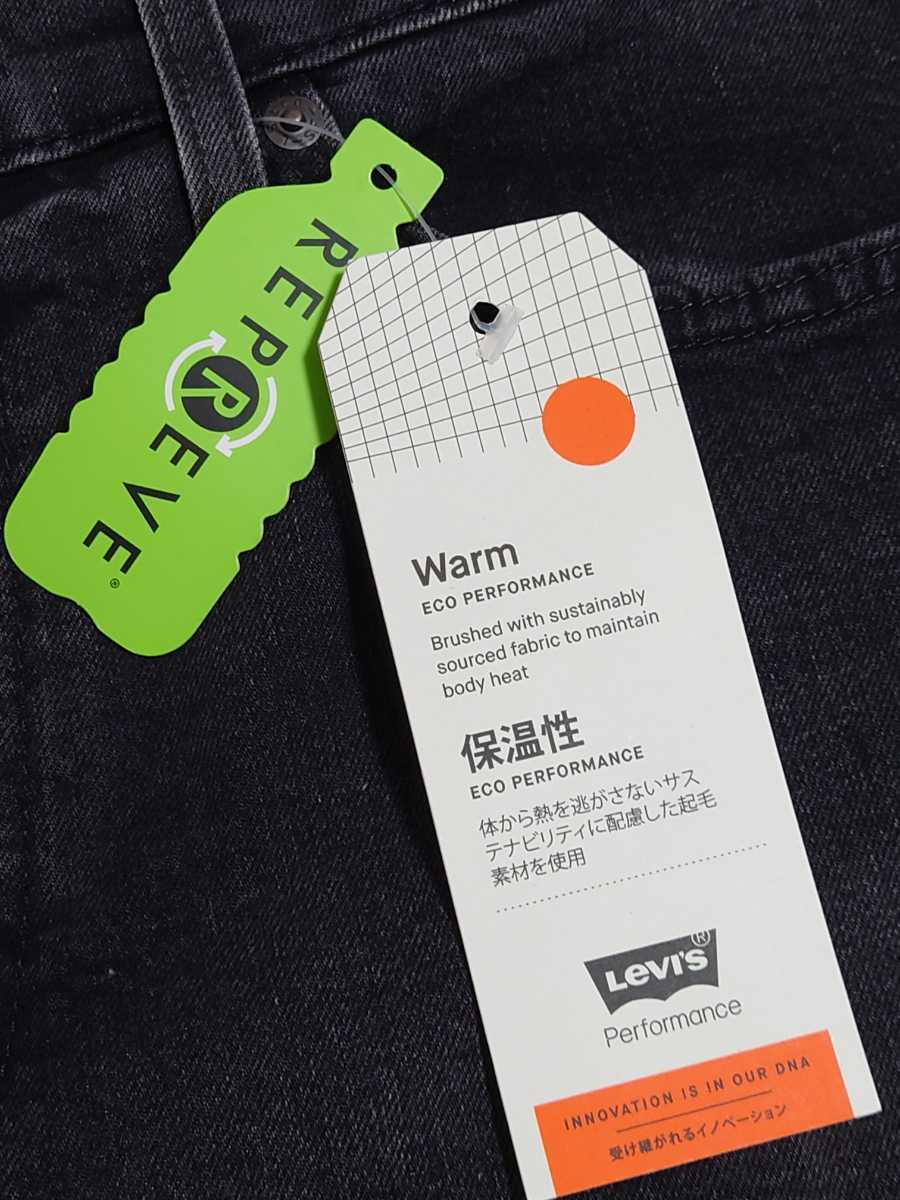 REPREVE®
Warm
ECO PERFORMANCE
Brushed with sustainably
sourced fabric to maintain
body heat
保温性
ECO PERFORMANCE
体から熱を逃がさないサス
テナビリティに配慮した起毛
素材を使用
LEVI'S®
Performance
INNOVATION IS IN OUR DNA
受け継がれるイノベーション